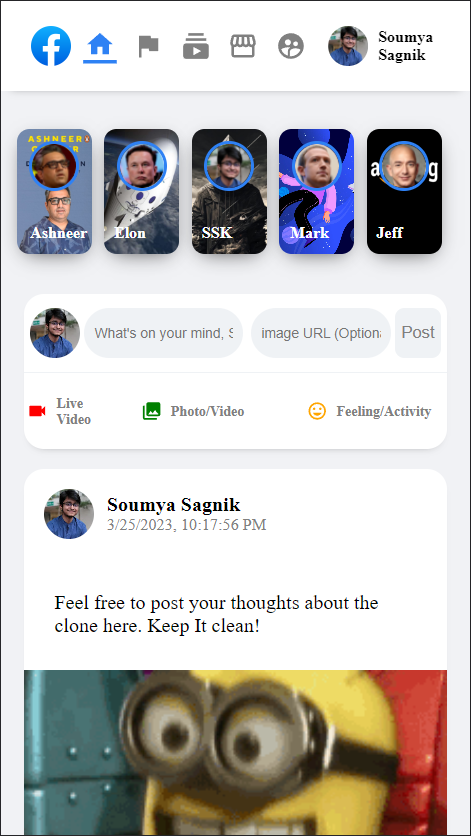 Soumya
Sagnik
ASHNEER
Ashneer
Elon
SSK
Mark
Jeff
What's on your mind, S
image URL (Optiona
Post
Live
Video
Photo/Video
Feeling/Activity
Soumya Sagnik
3/25/2023, 10:17:56 PM
Feel free to post your thoughts about the
clone here. Keep It clean!